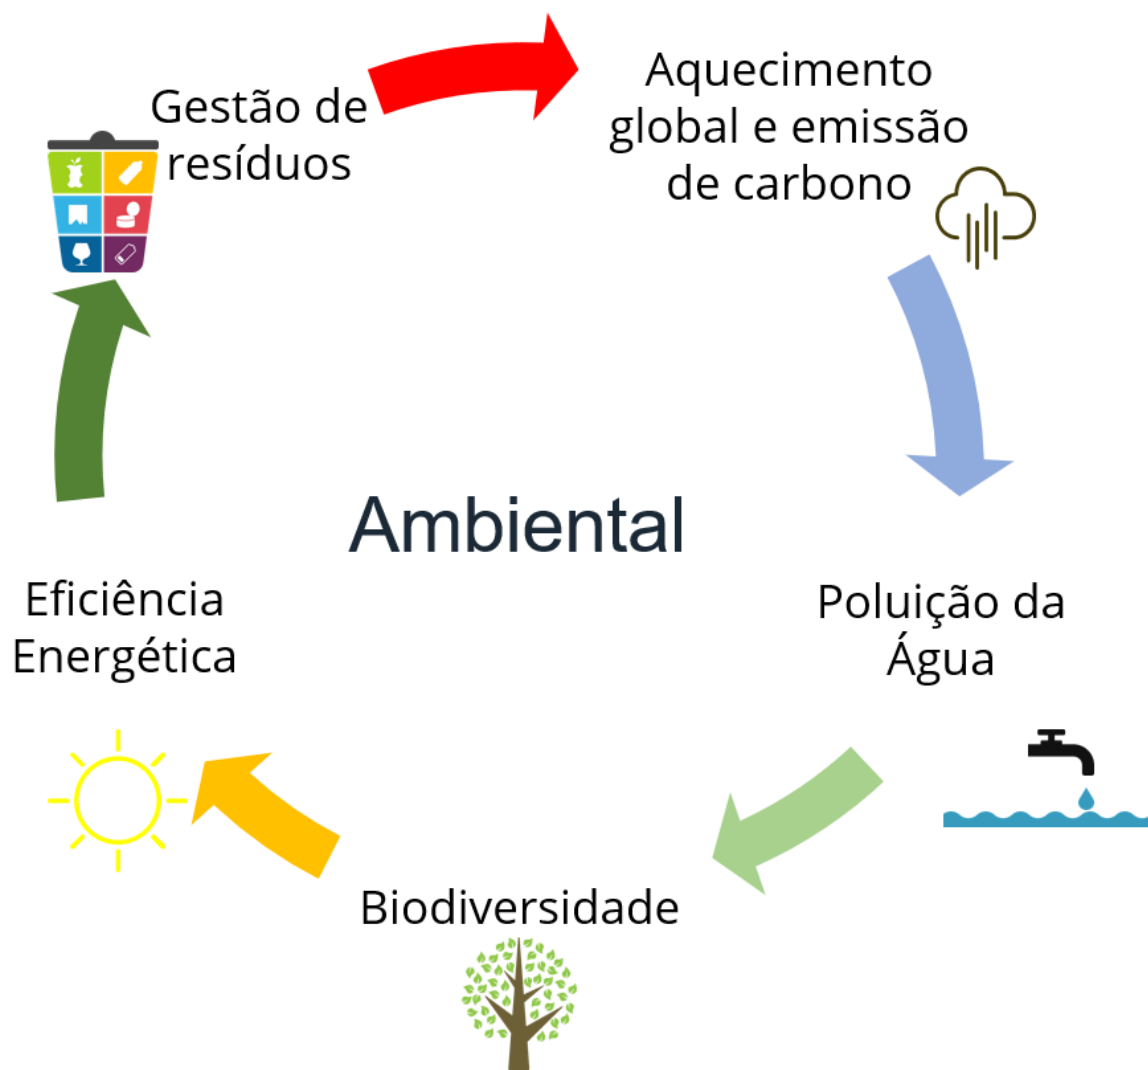 Gestão de
resíduos
Aquecimento
global e emissão
de carbono
Ambiental
Eficiência
Energética
Poluição da
Água
Biodiversidade